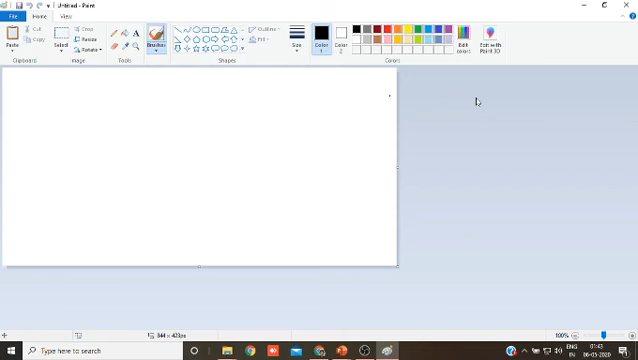 Untitled - Paint
File Home View
Paste
Cut
Copy
Clipboard
Select
Crop
Resize
Rotate
Image
Tools
Brushes
Shapes
Outline
Fill
Size
Color 1
Color 2
Edit colors
Edit with Paint 3D
Colors
844 × 423px
100%
Type here to search
ENG
IN
01:43
06-05-2020